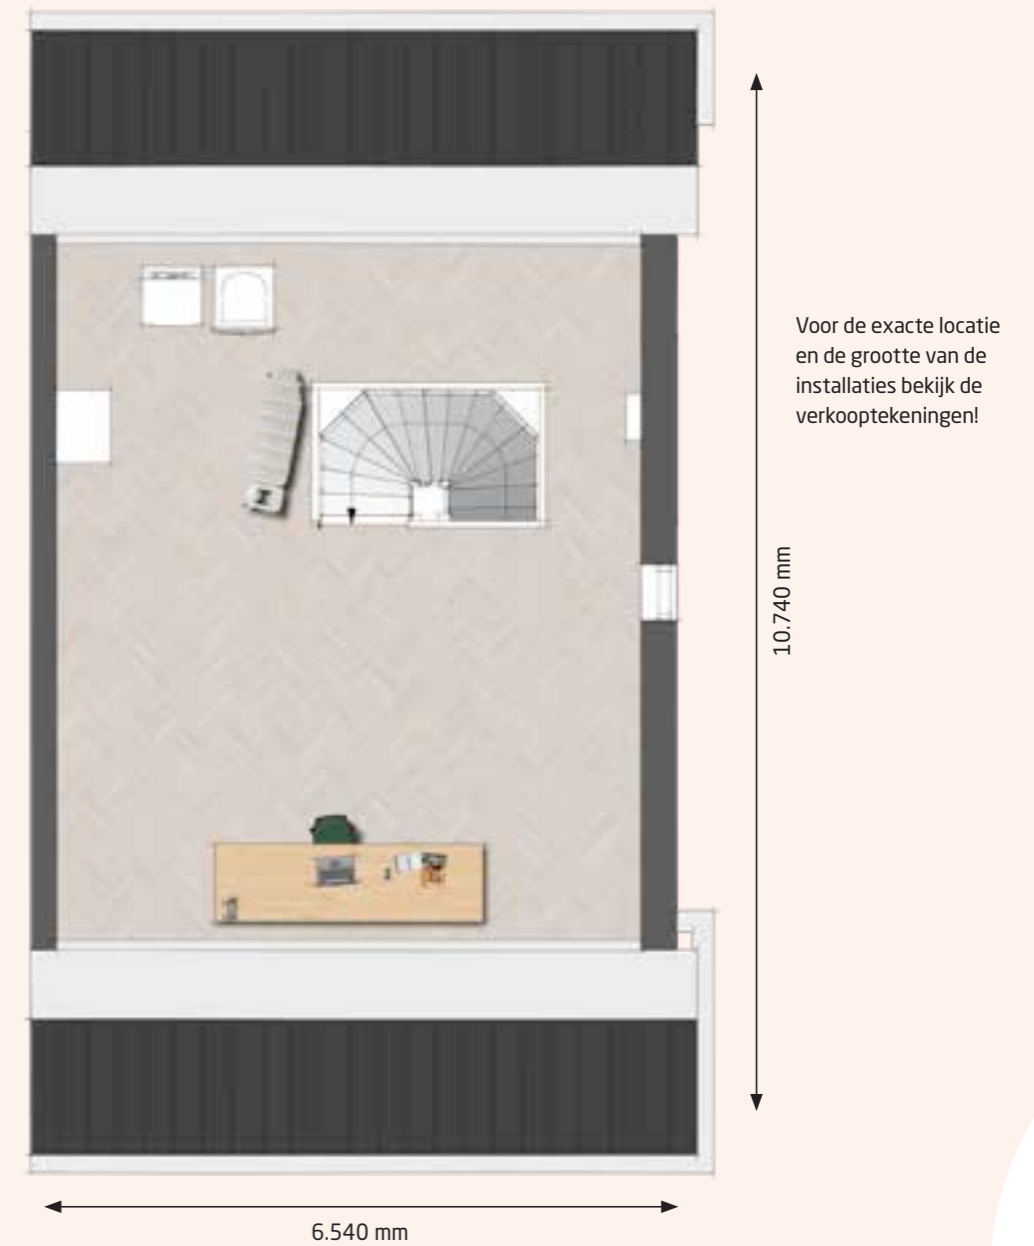 Voor de exacte locatie
en de grootte van de
installaties bekijk de
verkooptekeningen!
10.740 mm
6.540 mm